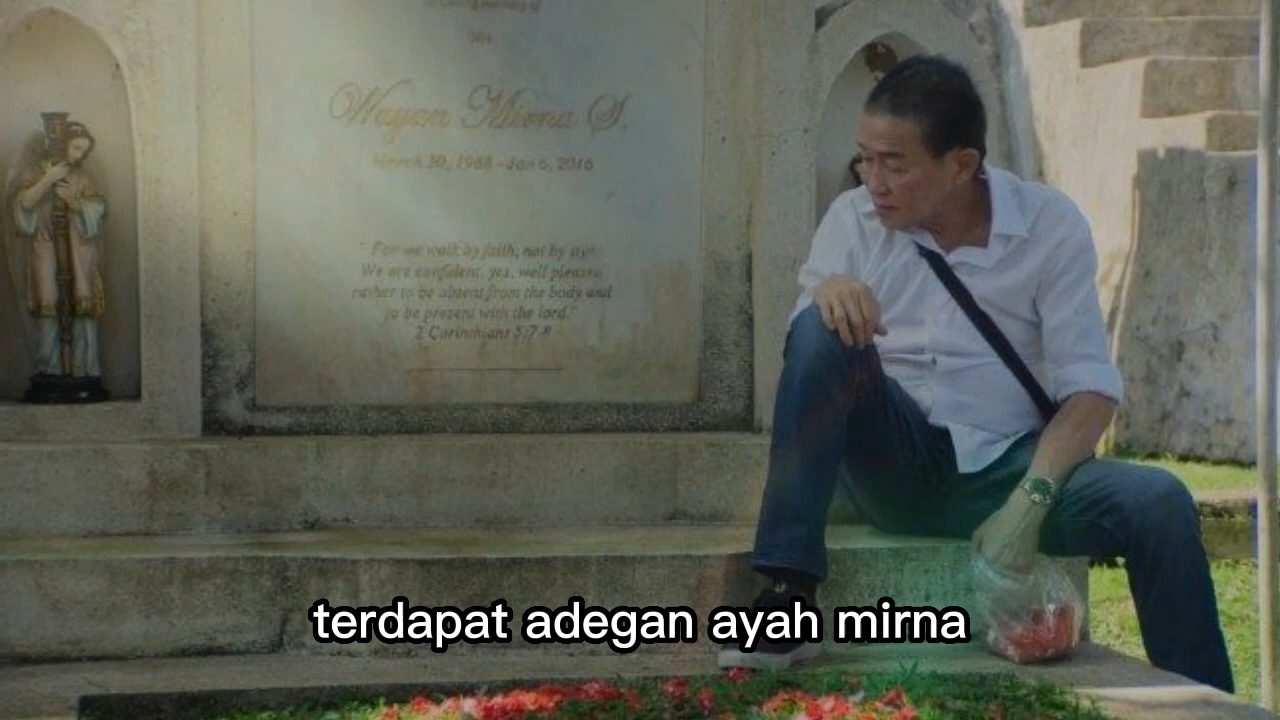 Mrs.
Wayan Mirna S.
March 30, 1988 - Jan 6, 2016
"For we walk by faith, not by
We are confident, yes, well pleased
rather to be absent from the body and
to be present with the lord."
2 Corinthians 5:7-8
terdapat adegan ayah mirna